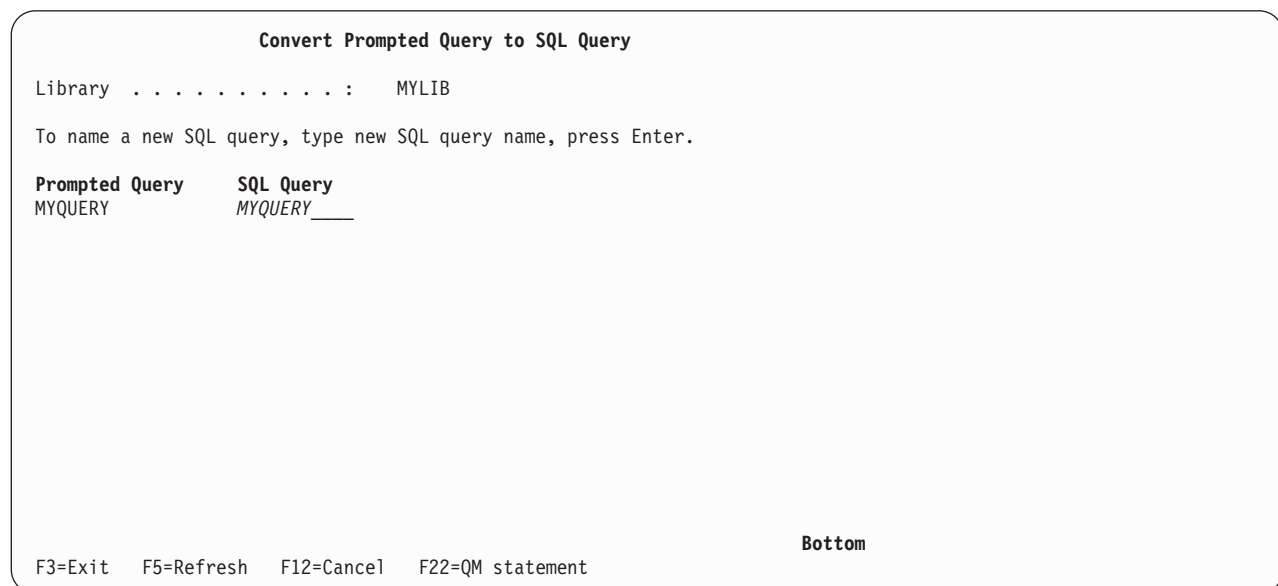 Convert Prompted Query to SQL Query
Library . . . . . . . . . . : MYLIB
To name a new SQL query, type new SQL query name, press Enter.
Prompted Query SQL Query
MYQUERY MYQUERY____
Bottom
F3=Exit F5=Refresh F12=Cancel F22=QM statement